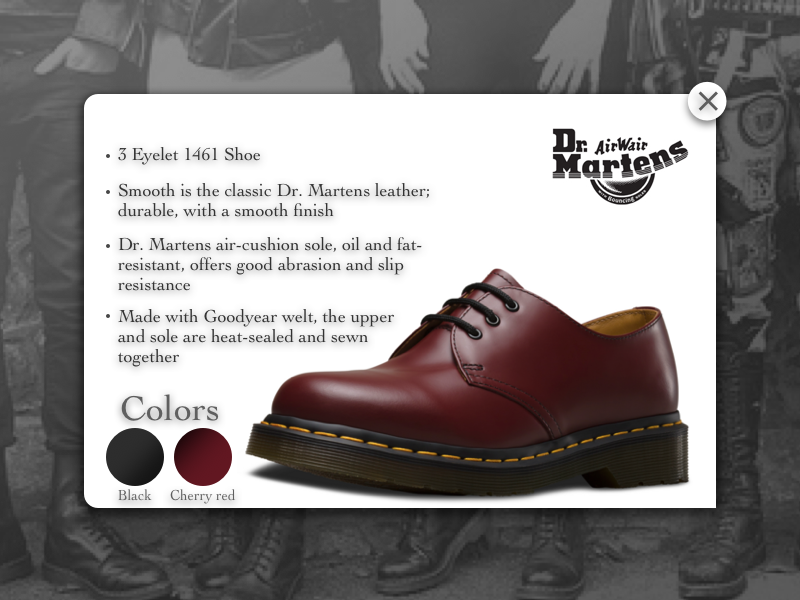 Dr. AirWair
Martens
Bouncing
• 3 Eyelet 1461 Shoe
• Smooth is the classic Dr. Martens leather;
durable, with a smooth finish
• Dr. Martens air-cushion sole, oil and fat-
resistant, offers good abrasion and slip
resistance
• Made with Goodyear welt, the upper
and sole are heat-sealed and sewn
together
Colors
Black Cherry red